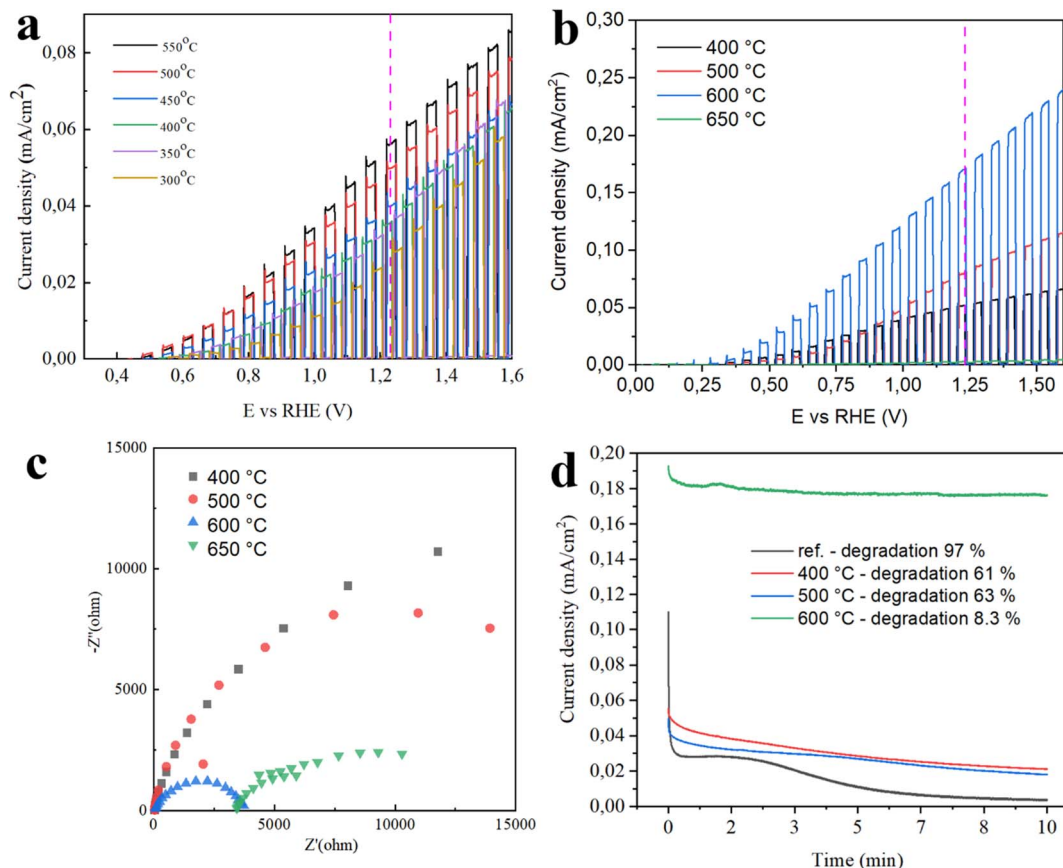 a
Current density (mA/cm²)
0,08
0,06
0,04
0,02
0,00
550°C
500°C
450°C
400°C
350°C
300°C
0,4 0,6 0,8 1,0 1,2 1,4 1,6
E vs RHE (V)
b
Current density (mA/cm²)
0,30
0,25
0,20
0,15
0,10
0,05
0,00
400 °C
500 °C
600 °C
650 °C
0,00 0,25 0,50 0,75 1,00 1,25 1,50
E vs RHE (V)
c
-Z''(ohm)
15000
10000
5000
0
400 °C
500 °C
600 °C
650 °C
0 5000 10000 15000
Z'(ohm)
d
Current density (mA/cm²)
0,20
0,18
0,16
0,14
0,12
0,10
0,08
0,06
0,04
0,02
0,00
ref. - degradation 97 %
400 °C - degradation 61 %
500 °C - degradation 63 %
600 °C - degradation 8.3 %
0 2 3 5 7 8 10
Time (min)